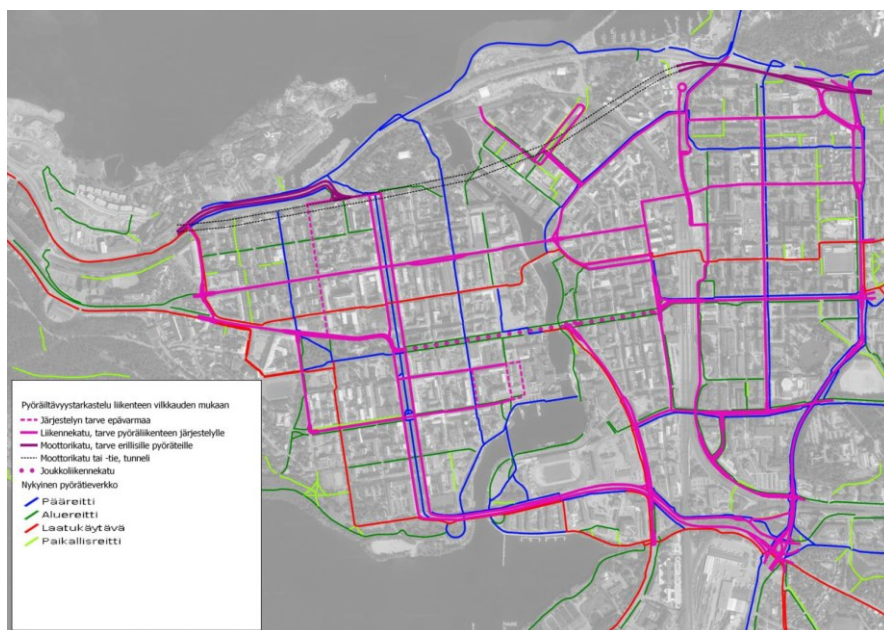 Pyöräiltävyystarkastelu liikenteen vilkkauden mukaan
Järjestelyn tarve epävarmaa
Liikennekatu, tarve pyöräliikenteen järjestelylle
Moottorikatu, tarve erillisille pyöräteille
Moottorikatu tai -tie, tunneli
Joukkoliikennekatu
Nykyinen pyörätieverkko
Pääreitti
Aluereitti
Laatukäytävä
Paikallisreitti